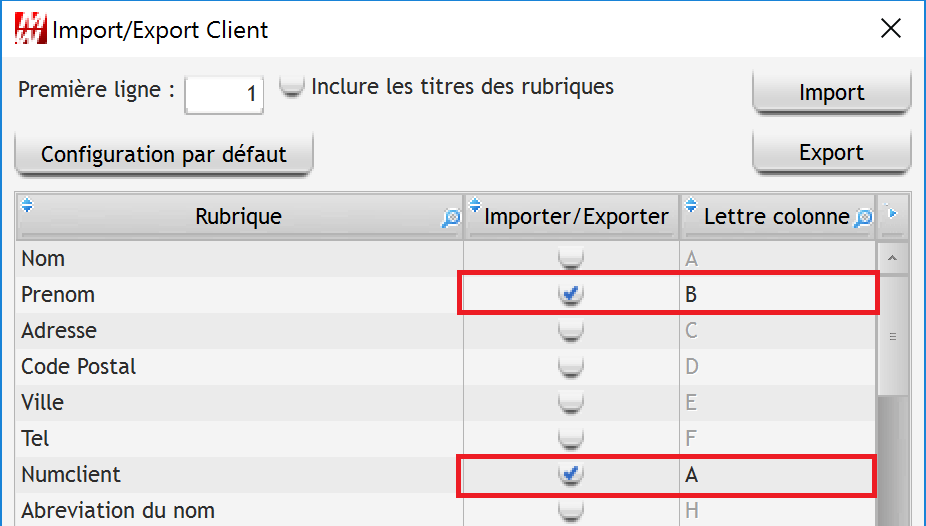 Import/Export Client
Première ligne : 1 Inclure les titres des rubriques Import
Configuration par défaut Export
Rubrique Importer/Exporter Lettre colonne
Nom A
Prenom B
Adresse C
Code Postal D
Ville E
Tel F
Numclient A
Abreviation du nom H